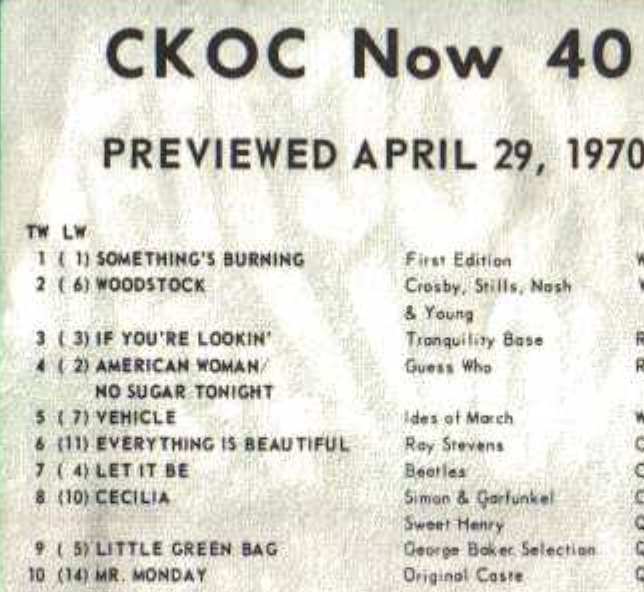 CKOC Now 40
PREVIEWED APRIL 29, 1970
TW LW
1 ( 1) SOMETHING'S BURNING First Edition W
2 ( 6) WOODSTOCK Crosby, Stills, Nash
& Young
3 ( 3) IF YOU'RE LOOKIN' Tranquility Base R
4 ( 2) AMERICAN WOMAN/ Guess Who R
NO SUGAR TONIGHT
5 ( 7) VEHICLE Ides of March W
6 (11) EVERYTHING IS BEAUTIFUL Ray Stevens
7 ( 4) LET IT BE Beatles
8 (10) CECILIA Simon & Garfunkel
Sweet Henry
9 ( 5) LITTLE GREEN BAG George Baker Selection
10 (14) MR. MONDAY Original Caste